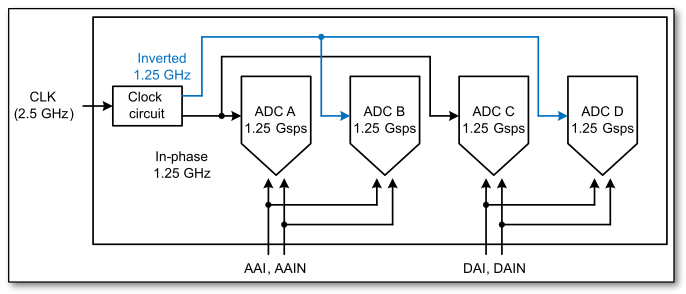 Inverted
1.25 GHz
CLK
(2.5 GHz)
Clock
circuit
In-phase
1.25 GHz
ADC A
1.25 Gsps
ADC B
1.25 Gsps
ADC C
1.25 Gsps
ADC D
1.25 Gsps
AAI, AAIN
DAI, DAIN